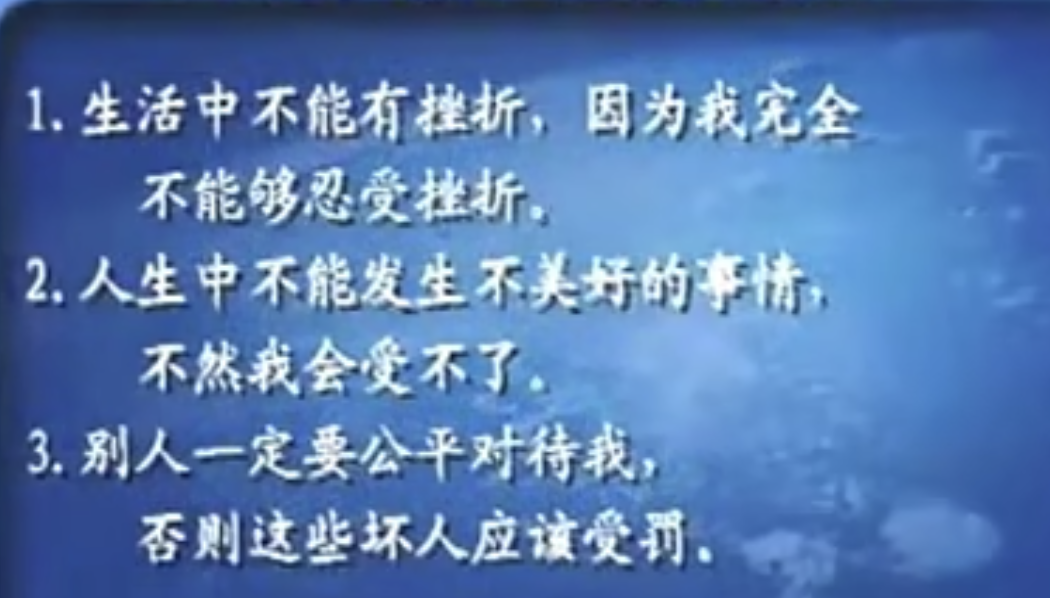 1. 生活中不能有挫折，因为我完全
不能够忍受挫折。
2. 人生中不能发生不美好的事情，
不然我会受不了。
3. 别人一定要公平对待我，
否则这些坏人应该受罚。